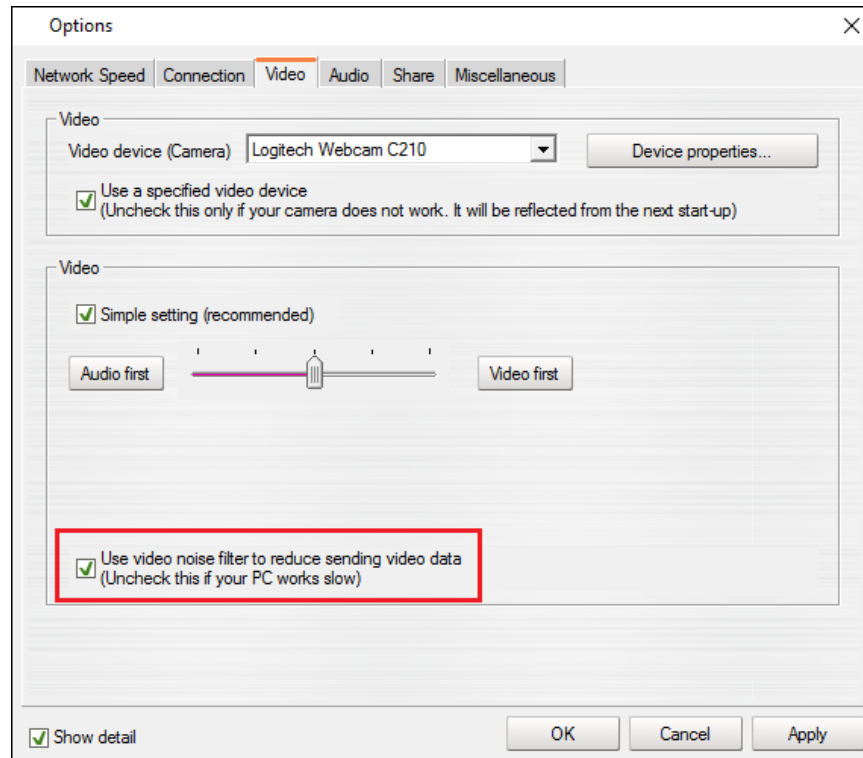 Options
Network Speed Connection Video Audio Share Miscellaneous
Video
Video device (Camera) Logitech Webcam C210 Device properties...
Use a specified video device
(Uncheck this only if your camera does not work. It will be reflected from the next start-up)
Video
Simple setting (recommended)
Audio first Video first
Use video noise filter to reduce sending video data
(Uncheck this if your PC works slow)
Show detail OK Cancel Apply